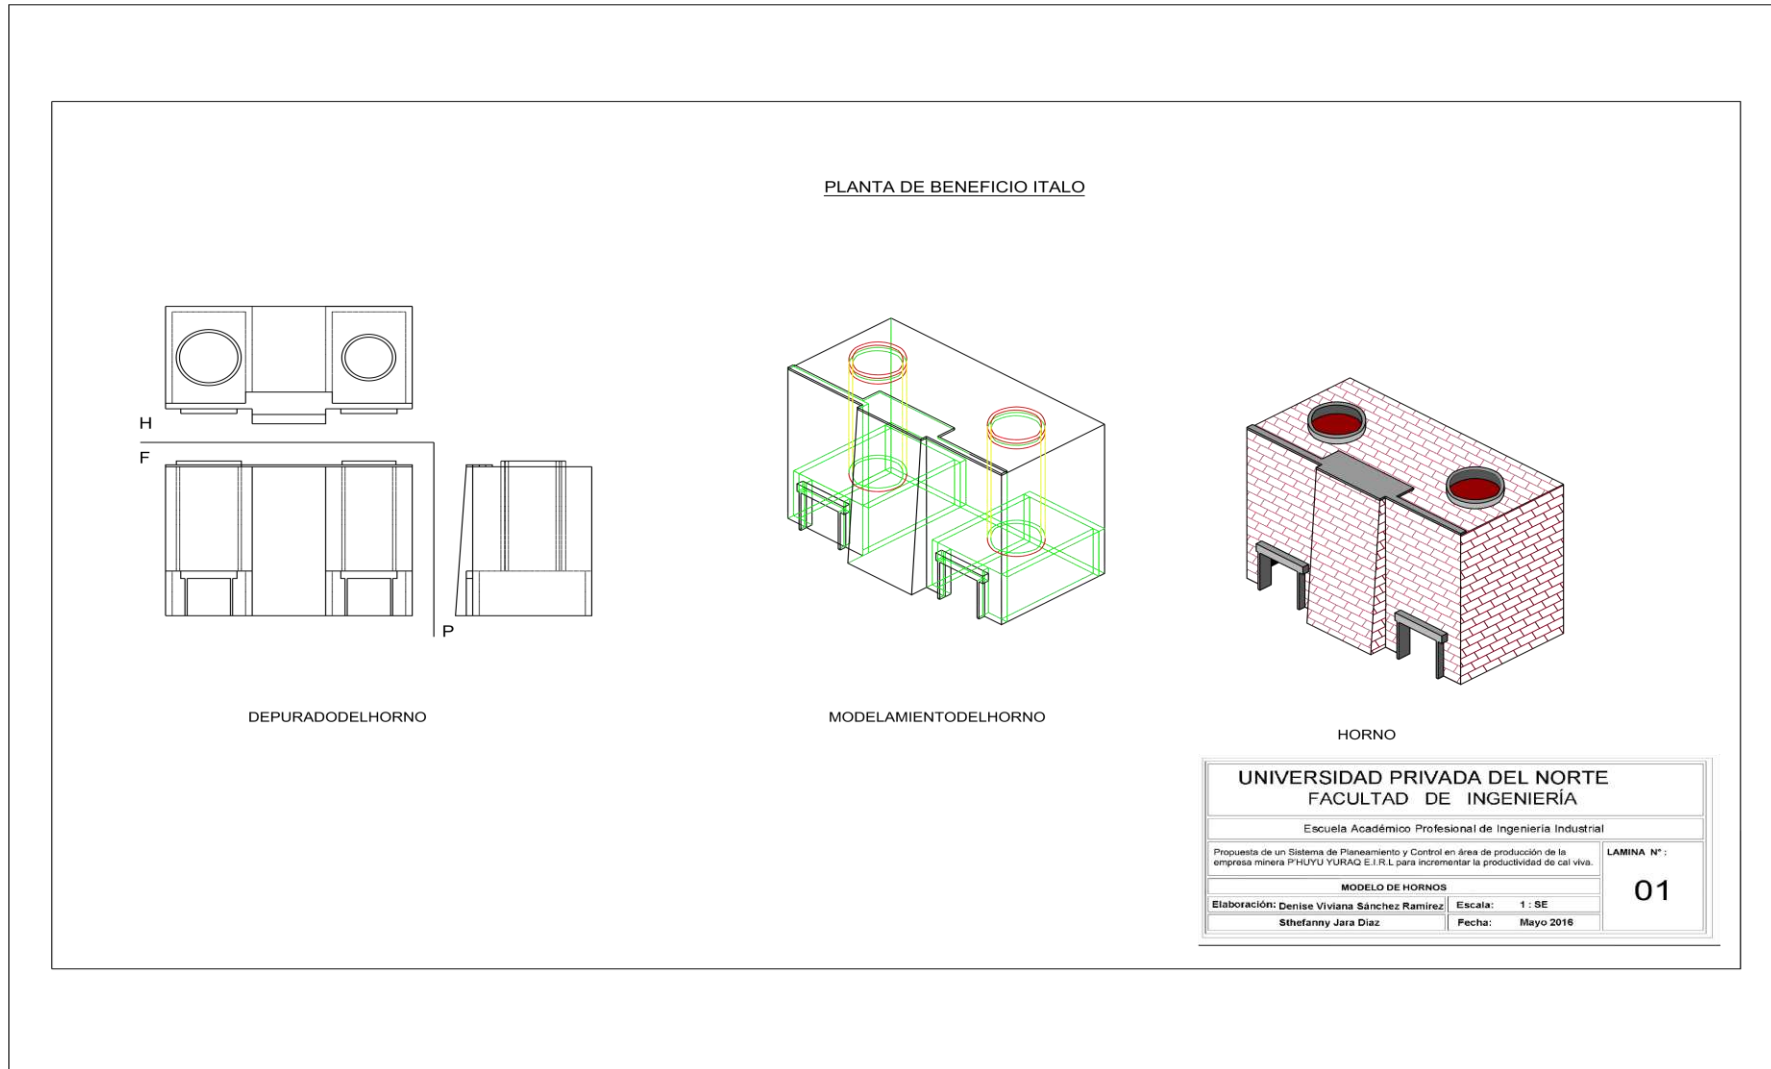 PLANTA DE BENEFICIO ITALO
H
F
P
DEPURADODELHORNO
MODELAMIENTODELHORNO
HORNO
UNIVERSIDAD PRIVADA DEL NORTE
FACULTAD DE INGENIERÍA
Escuela Académico Profesional de Ingeniería Industrial
Propuesta de un Sistema de Planeamiento y Control en área de producción de la
empresa minera P'HUYU YURAQ E.I.R.L para incrementar la productividad de cal viva.
LAMINA N° :
01
MODELO DE HORNOS
Elaboración: Denise Viviana Sánchez Ramírez
Escala: 1 : SE
Sthefanny Jara Diaz
Fecha: Mayo 2016